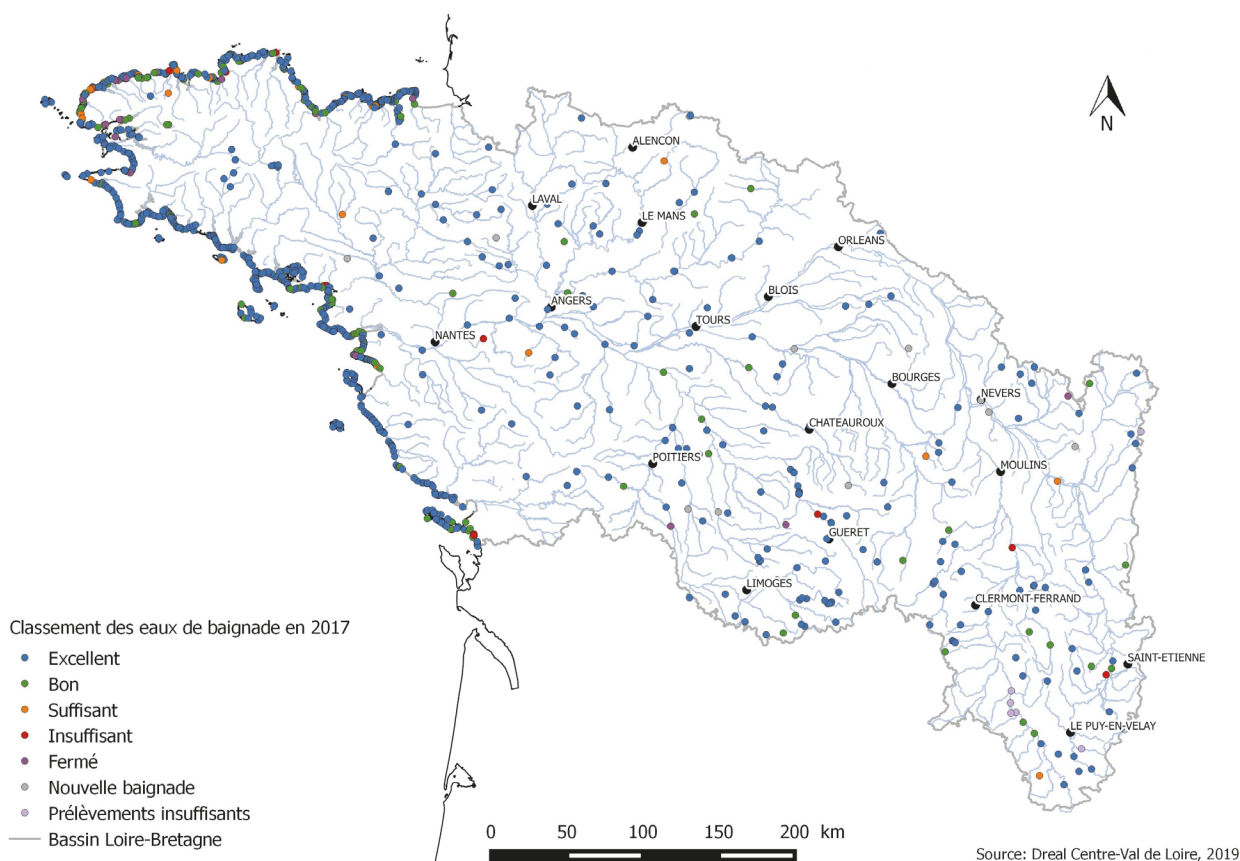 N
ALENCON
LAVAL
LE MANS
ORLEANS
BLOIS
ANGERS
TOURS
NANTES
BOURGES
NEVERS
CHATEAUROUX
POITIERS
MOULINS
GUERET
LIMOGES
CLERMONT-FERRAND
SAINT-ETIENNE
LE PUY-EN-VELAY
Classement des eaux de baignade en 2017
Excellent
Bon
Suffisant
Insuffisant
Fermé
Nouvelle baignade
Prélèvements insuffisants
Bassin Loire-Bretagne
0 50 100 150 200 km
Source: Dreal Centre-Val de Loire, 2019